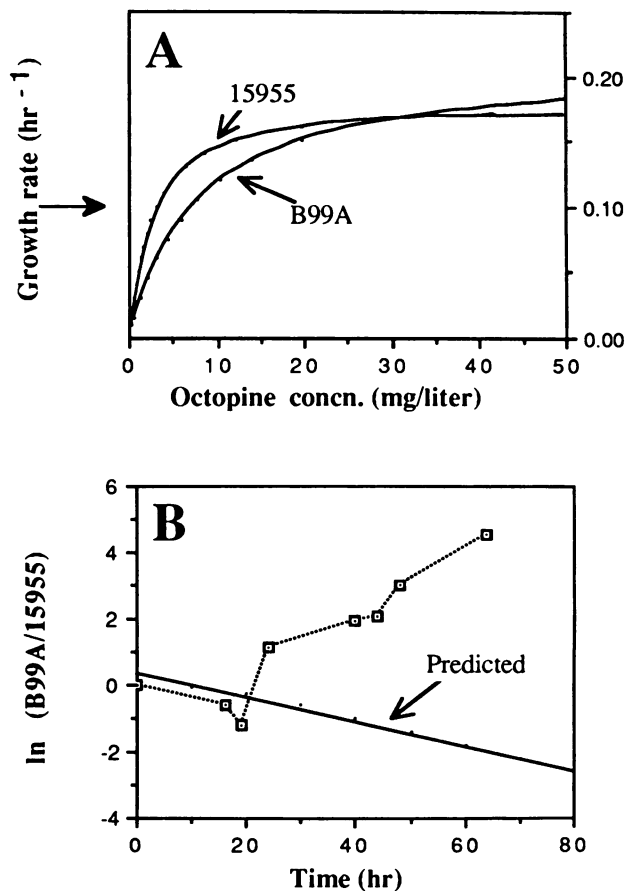 A
15955
B99A
Growth rate (hr -1)
0.20
0.10
0.00
0 10 20 30 40 50
Octopine concn. (mg/liter)
B
Predicted
ln (B99A/15955)
6
4
2
0
-2
-4
0 20 40 60 80
Time (hr)